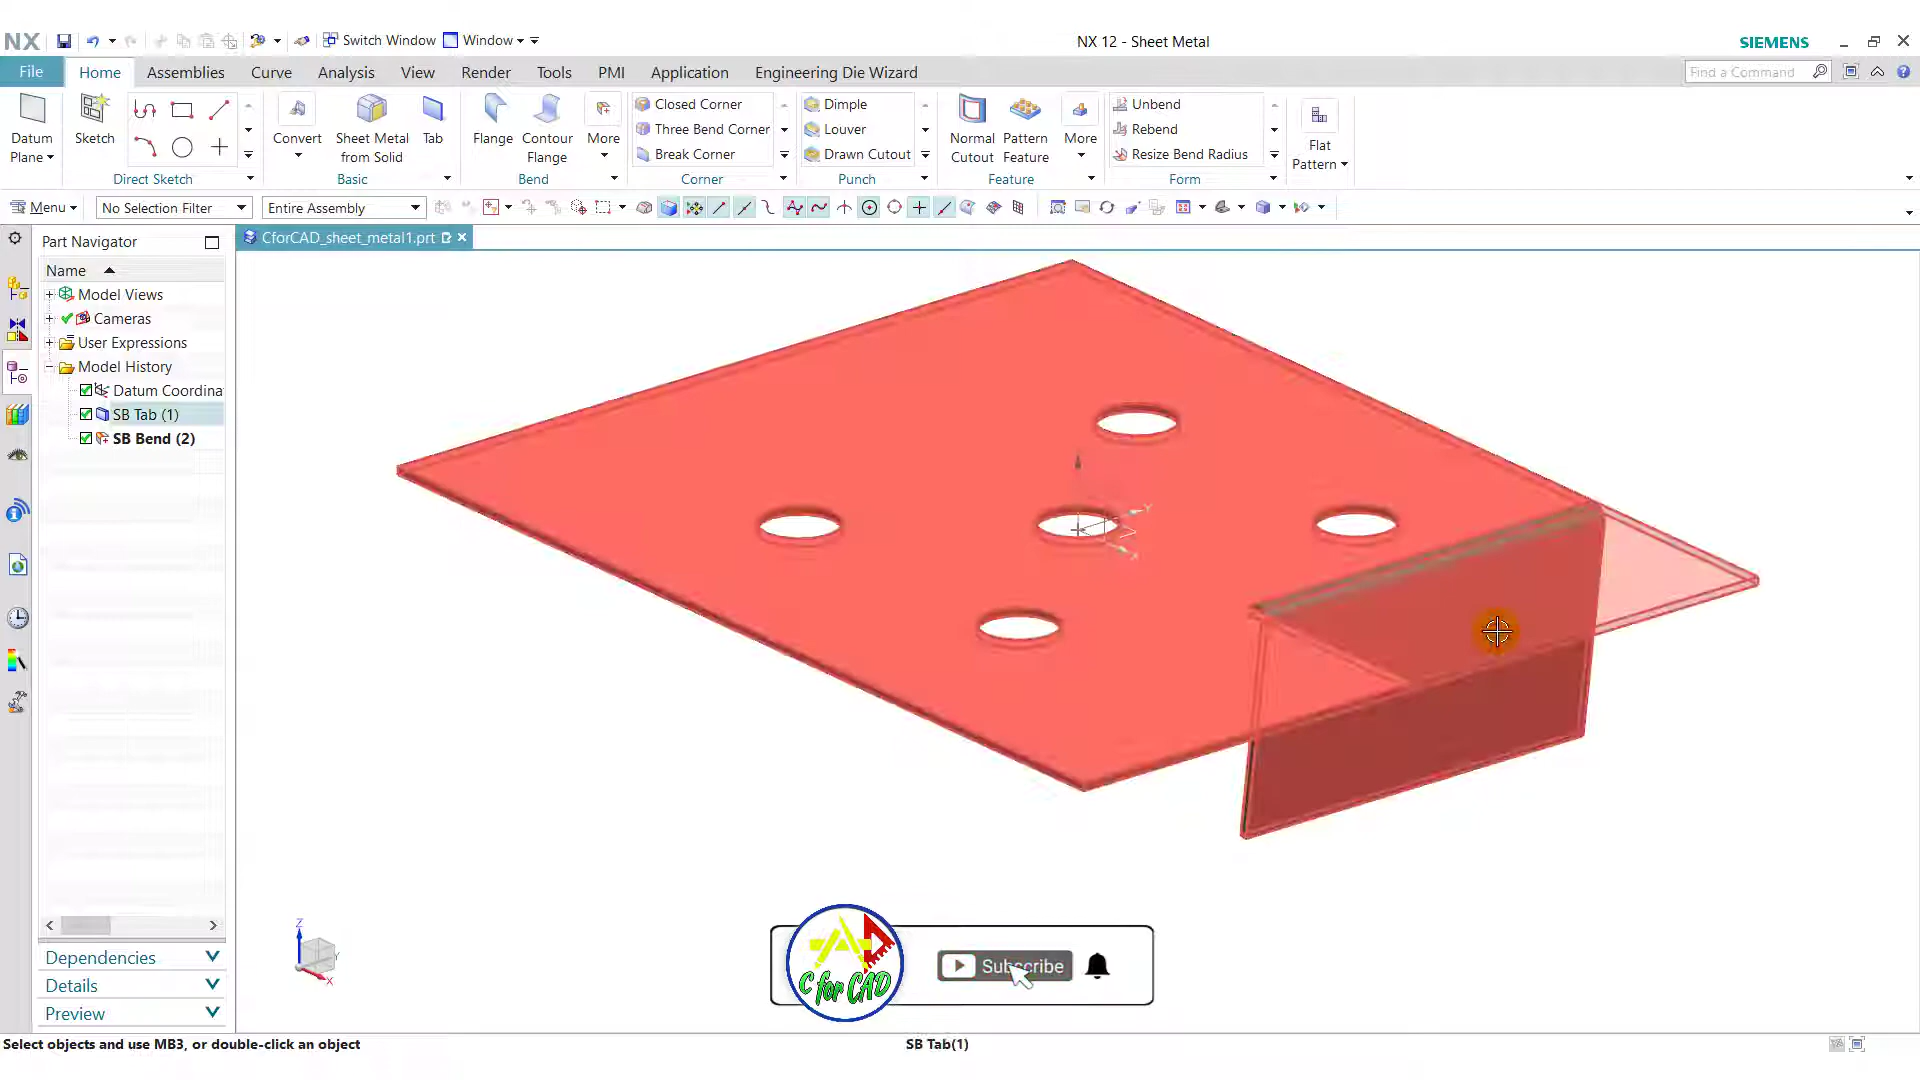 NX
Switch Window
Window
NX 12 - Sheet Metal
SIEMENS
File
Home
Assemblies
Curve
Analysis
View
Render
Tools
PMI
Application
Engineering Die Wizard
Find a Command
Datum
Plane
Sketch
Direct Sketch
Convert
Sheet Metal
from Solid
Tab
Basic
Flange
Contour
Flange
More
Bend
Closed Corner
Three Bend Corner
Break Corner
Corner
Dimple
Louver
Drawn Cutout
Punch
Normal
Cutout
Pattern
Feature
More
Feature
Unbend
Rebend
Resize Bend Radius
Form
Flat
Pattern
Menu
No Selection Filter
Entire Assembly
Part Navigator
CforCAD_sheet_metal1.prt
Name
Model Views
Cameras
User Expressions
Model History
Datum Coordina
SB Tab (1)
SB Bend (2)
Y
X
Z
Y
X
Dependencies
Details
Preview
C for CAD
Subscribe
Select objects and use MB3, or double-click an object
SB Tab(1)